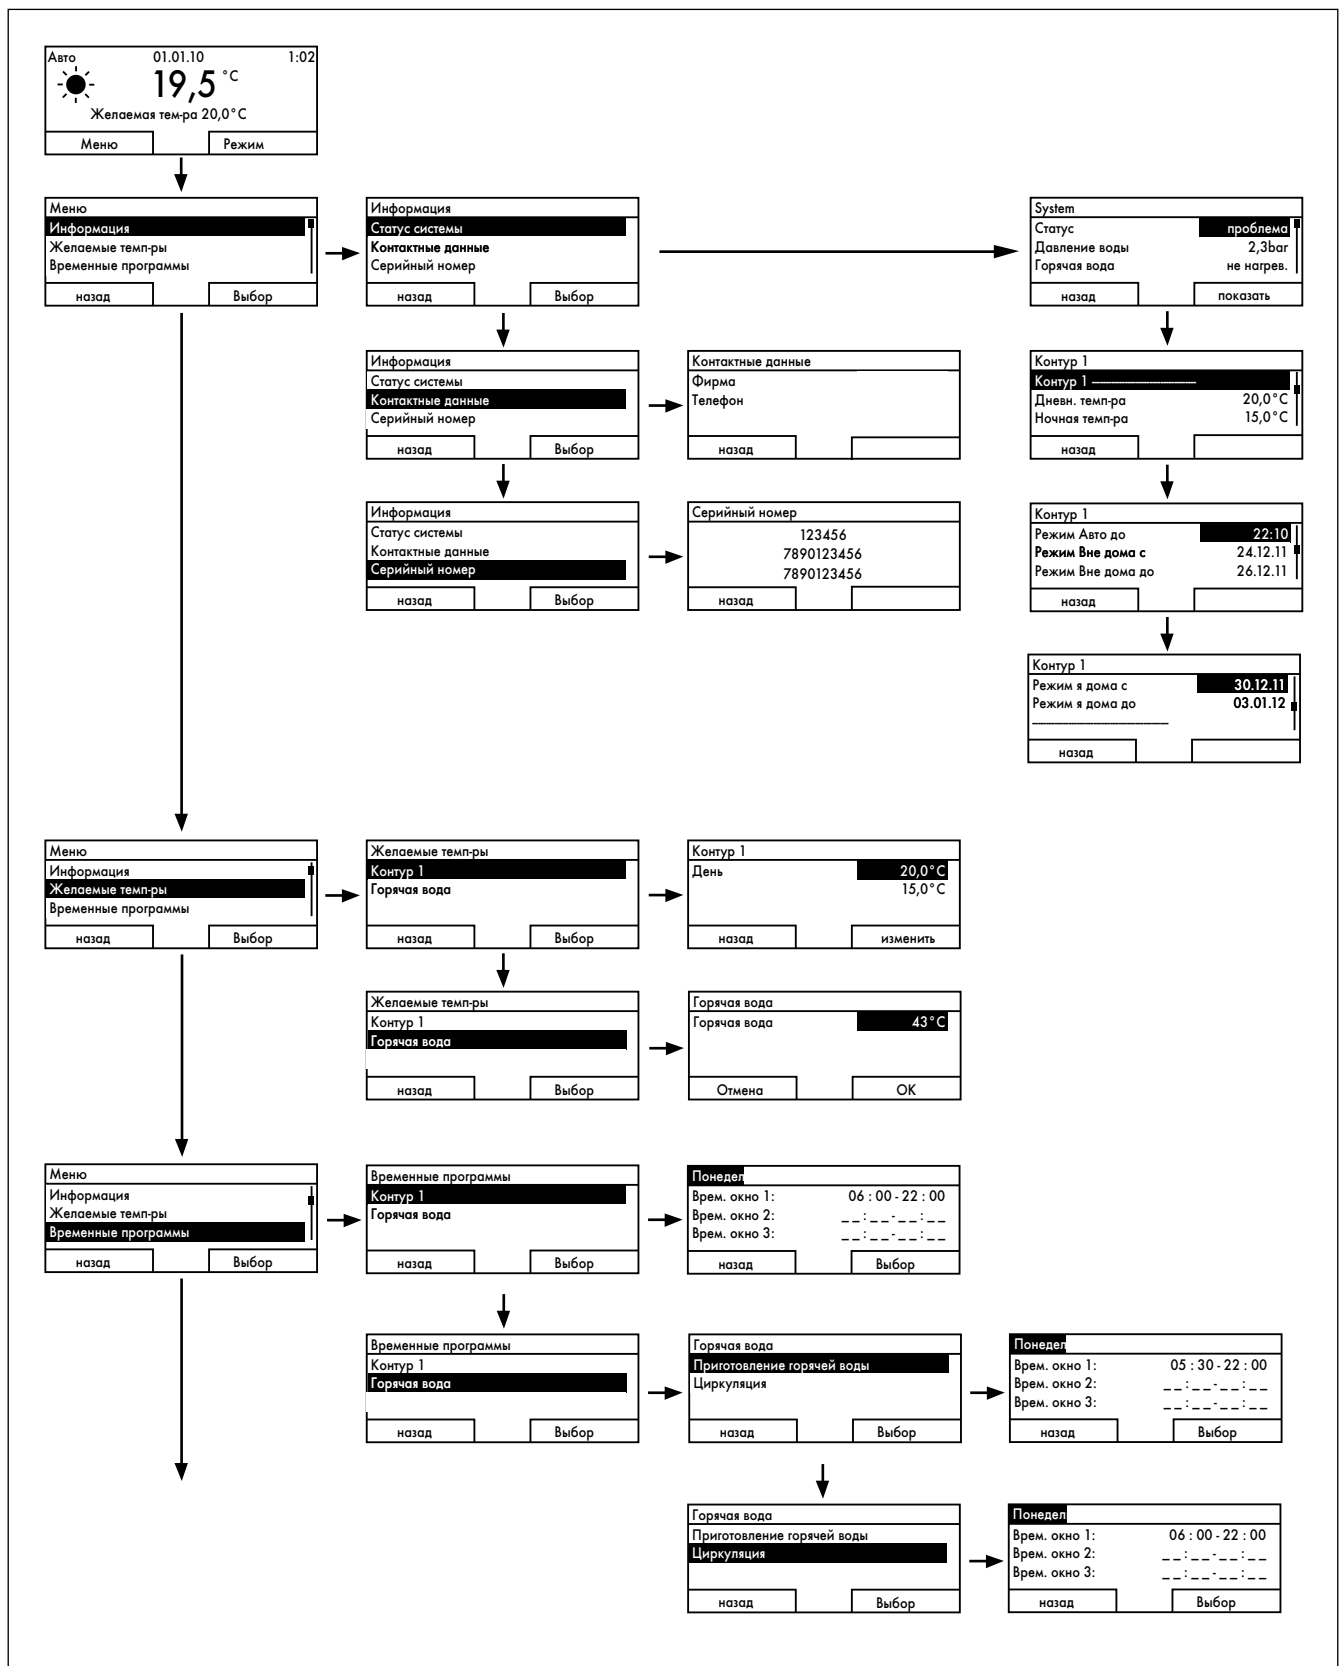 Авто 01.01.10 1:02
19,5 °C
Желаемая тем-ра 20,0°C
Меню Режим
Меню
Информация
Желаемые темп-ры
Временные программы
назад Выбор
Информация
Статус системы
Контактные данные
Серийный номер
назад Выбор
System
Статус проблема
Давление воды 2,3bar
Горячая вода не нагрев.
назад показать
Информация
Статус системы
Контактные данные
Серийный номер
назад Выбор
Контактные данные
Фирма
Телефон
назад
Контур 1
Контур 1 ---------------------------
Дневн. темп-ра 20,0°C
Ночная темп-ра 15,0°C
назад
Информация
Статус системы
Контактные данные
Серийный номер
назад Выбор
Серийный номер
123456
7890123456
7890123456
назад
Контур 1
Режим Авто до 22:10
Режим Вне дома с 24.12.11
Режим Вне дома до 26.12.11
назад
Контур 1
Режим я дома с 30.12.11
Режим я дома до 03.01.12
-----------------------------------
назад
Меню
Информация
Желаемые темп-ры
Временные программы
назад Выбор
Желаемые темп-ры
Контур 1
Горячая вода
назад Выбор
Контур 1
День 20,0°C
15,0°C
назад изменить
Желаемые темп-ры
Контур 1
Горячая вода
назад Выбор
Горячая вода
Горячая вода 43°C
Отмена OK
Меню
Информация
Желаемые темп-ры
Временные программы
назад Выбор
Временные программы
Контур 1
Горячая вода
назад Выбор
Понедел
Врем. окно 1: 06 : 00 - 22 : 00
Врем. окно 2: _ _ : _ _ - _ _ : _ _
Врем. окно 3: _ _ : _ _ - _ _ : _ _
назад Выбор
Временные программы
Контур 1
Горячая вода
назад Выбор
Горячая вода
Приготовление горячей воды
Циркуляция
назад Выбор
Понедел
Врем. окно 1: 05 : 30 - 22 : 00
Врем. окно 2: _ _ : _ _ - _ _ : _ _
Врем. окно 3: _ _ : _ _ - _ _ : _ _
назад Выбор
Горячая вода
Приготовление горячей воды
Циркуляция
назад Выбор
Понедел
Врем. окно 1: 06 : 00 - 22 : 00
Врем. окно 2: _ _ : _ _ - _ _ : _ _
Врем. окно 3: _ _ : _ _ - _ _ : _ _
назад Выбор